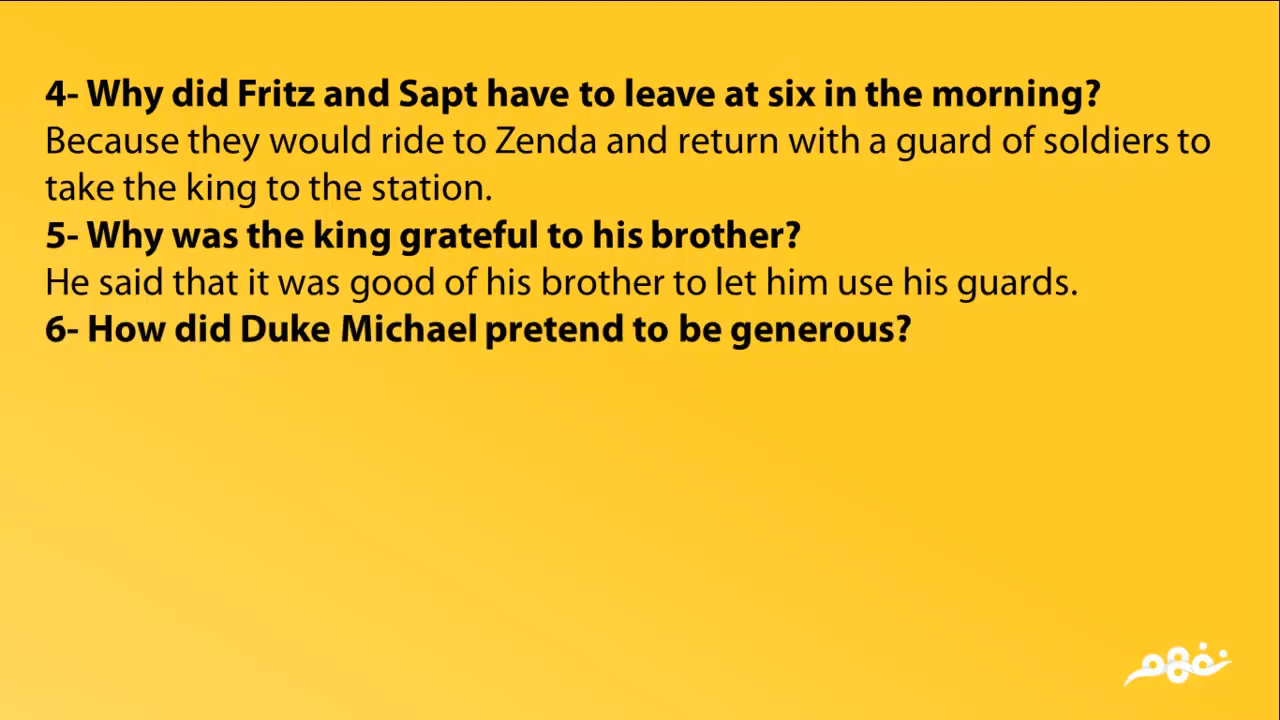 4- Why did Fritz and Sapt have to leave at six in the morning?
Because they would ride to Zenda and return with a guard of soldiers to
take the king to the station.
5- Why was the king grateful to his brother?
He said that it was good of his brother to let him use his guards.
6- How did Duke Michael pretend to be generous?
نفهم